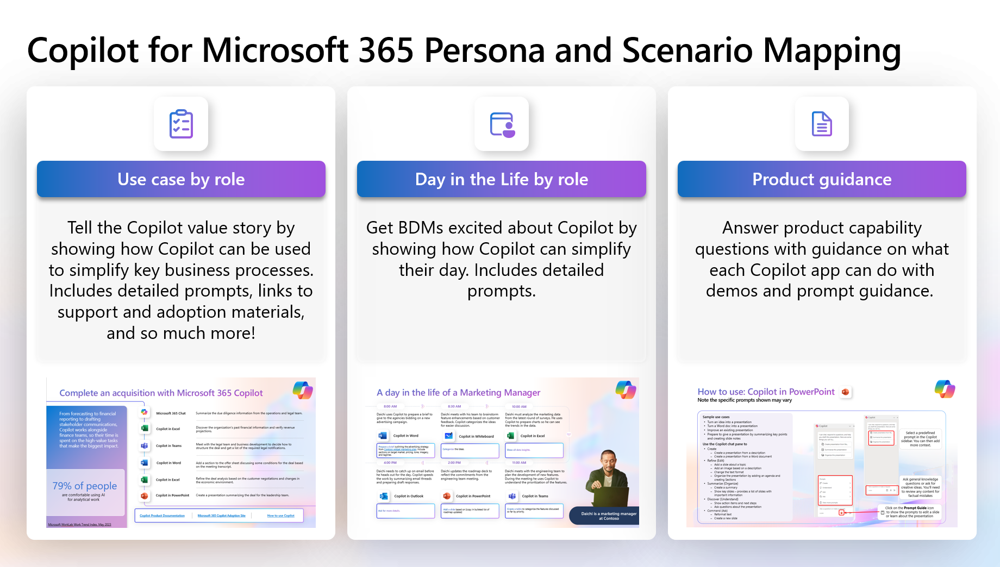 Copilot for Microsoft 365 Persona and Scenario Mapping
Use case by role
Tell the Copilot value story by
showing how Copilot can be used
to simplify key business processes.
Includes detailed prompts, links to
support and adoption materials,
and so much more!
Complete an acquisition with Microsoft 365 Copilot
From forecasting to financial
reporting to drafting
stakeholder communications,
Copilot works alongside
finance teams, so their time is
spent on the high-value tasks
that make the biggest impact.
79% of people
are comfortable using AI
for analytical work
Microsoft WorkLab Work Trend Index, May 2023
Microsoft 365 Chat
Summarize the due diligence information from the operations and legal team.
Copilot in Excel
Discover the organization's past financial information and verify revenue
projections.
Copilot in Teams
Meet with the legal team and business development to decide how to
structure the deal and get a list of the required legal notifications.
Copilot in Word
Add a section to the offer sheet discussing some conditions for the deal based
on the meeting transcript.
Copilot in Excel
Refine the deal analysis based on the customer negotiations and changes in
the economic environment.
Copilot in PowerPoint
Create a presentation summarizing the deal for the leadership team.
Copilot Product Documentation
Microsoft 365 Copilot Adoption Site
How to use Copilot
Day in the Life by role
Get BDMs excited about Copilot by
showing how Copilot can simplify
their day. Includes detailed
prompts.
A day in the life of a Marketing Manager
8:00 AM
Daichi uses Copilot to prepare a brief to
give to the agencies bidding on a new
advertising campaign.
Copilot in Word
Prepare a brief outlining the advertising strategy
from Contoso widget marketing plan. Include
sections on target market, pricing, tone, imagery,
and taglines.
8:30 AM
Daichi meets with his team to brainstorm
feature enhancements based on customer
feedback. Copilot categorizes the ideas
for easier discussion.
Copilot in Whiteboard
Categorize the ideas.
10:00 AM
Daichi must analyze the marketing data
from the latest round of surveys. He uses
Copilot to prepare charts so he can see
the trends in the data.
Copilot in Excel
Show all data insights.
4:00 PM
Daichi needs to catch up on email before
he heads out for the day. Copilot speeds
the work by summarizing email threads
and preparing draft responses.
Copilot in Outlook
Ask for more details.
2:00 PM
Daichi updates the roadmap deck to
reflect the commitments from the
engineering team meeting.
Copilot in PowerPoint
Add a slide based on [copy in bulleted list of
roadmap updates]
11:00 AM
Daichi meets with the engineering team to
plan the development of new features.
During the meeting he uses Copilot to
understand the prioritization of the features.
Copilot in Teams
Create a table to categorize the features discussed
so far by priority.
Daichi is a marketing manager
at Contoso
Product guidance
Answer product capability
questions with guidance on what
each Copilot app can do with
demos and prompt guidance.
How to use: Copilot in PowerPoint
Note the specific prompts shown may vary
Sample use cases
• Turn an idea into a presentation
• Turn a Word doc into a presentation
• Improve an existing presentation
• Prepare to give a presentation by summarizing key points
and creating slide notes
Use the Copilot chat pane to
• Create
– Create a presentation from a description
– Create a presentation from a Word document
• Refine (Edit)
– Add a slide about a topic
– Add an image based on a description
– Change the text format
– Organize the presentation by adding an agenda and
creating Sections
• Summarize (Organize)
– Create a summary
– Show key slides – provides a list of slides with
important information
• Discover (Understand)
– Show action items and next steps
– Ask questions about the presentation
• Command (Ask)
– Reformat text
– Create a new slide
Copilot
Copilot
Select a predefined
prompt in the Copilot
sidebar. You can then add
more context.
Ask general knowledge
questions or ask for
creative ideas. You'll need
to review any content for
factual mistakes
Click on the Prompt Guide icon
to show the prompts to edit a slide
or learn about the presentation